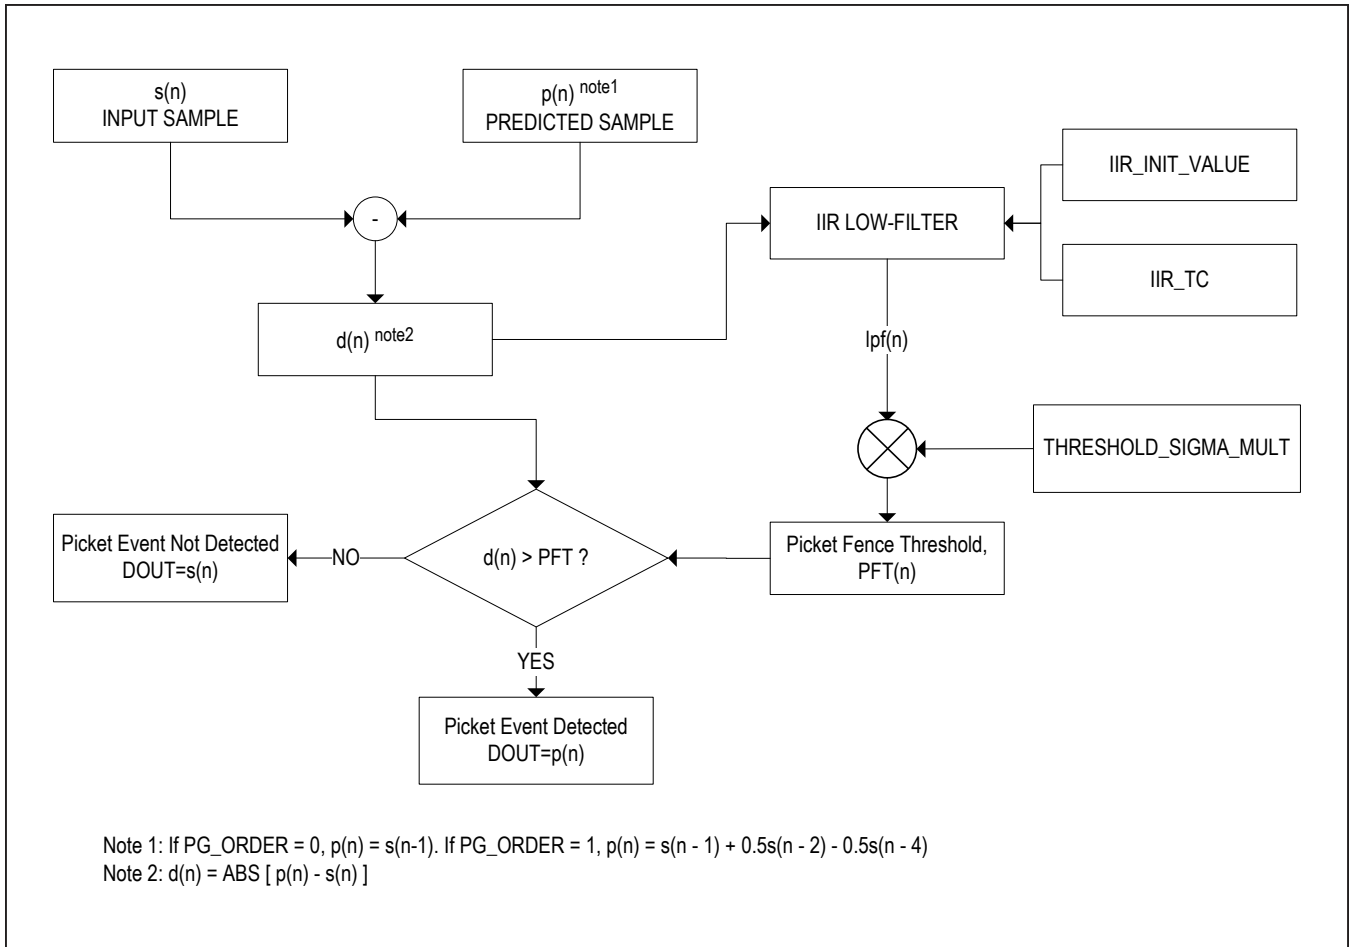 s(n)
INPUT SAMPLE
p(n) note1
PREDICTED SAMPLE
IIR_INIT_VALUE
-
IIR LOW-FILTER
IIR_TC
d(n) note2
lpf(n)
THRESHOLD_SIGMA_MULT
Picket Event Not Detected
DOUT=s(n)
NO
d(n) > PFT ?
Picket Fence Threshold,
PFT(n)
YES
Picket Event Detected
DOUT=p(n)
Note 1: If PG_ORDER = 0, p(n) = s(n-1). If PG_ORDER = 1, p(n) = s(n - 1) + 0.5s(n - 2) - 0.5s(n - 4)
Note 2: d(n) = ABS [ p(n) - s(n) ]